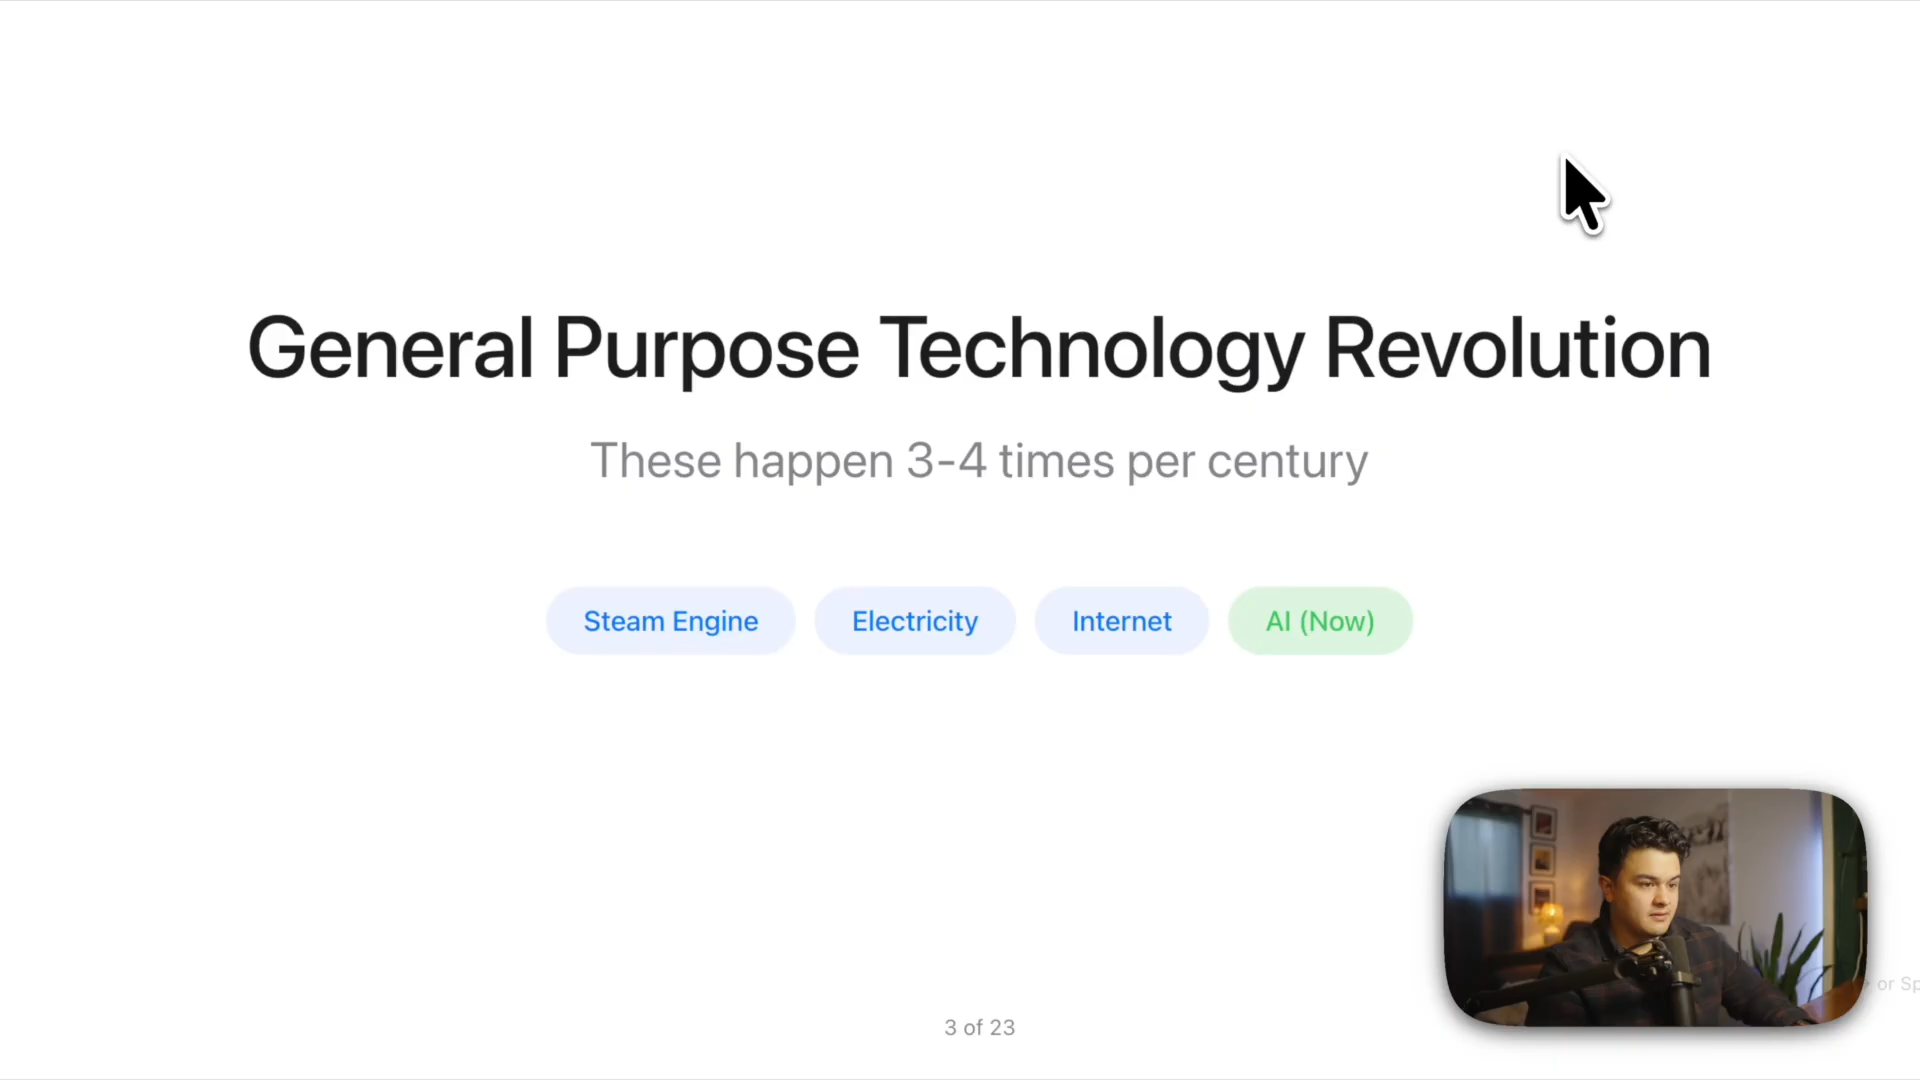 General Purpose Technology Revolution
These happen 3-4 times per century
Steam Engine
Electricity
Internet
AI (Now)
or
3 of 23